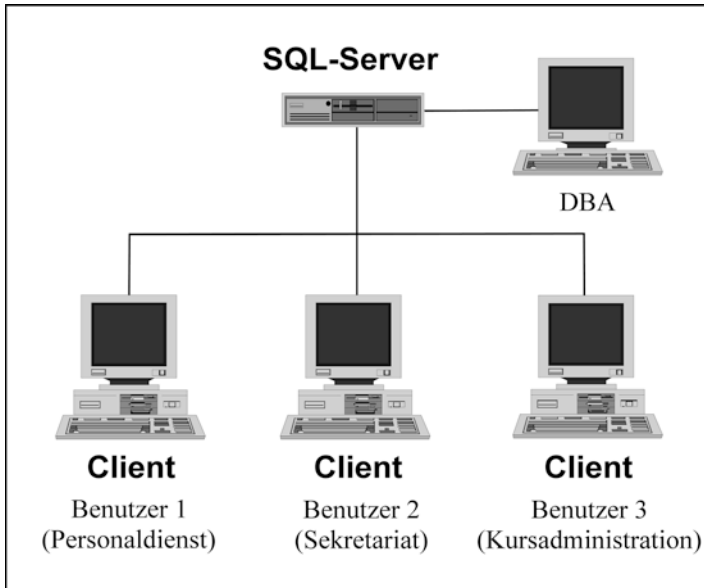 SQL-Server
DBA
Client
Benutzer 1
(Personaldienst)
Client
Benutzer 2
(Sekretariat)
Client
Benutzer 3
(Kursadministration)